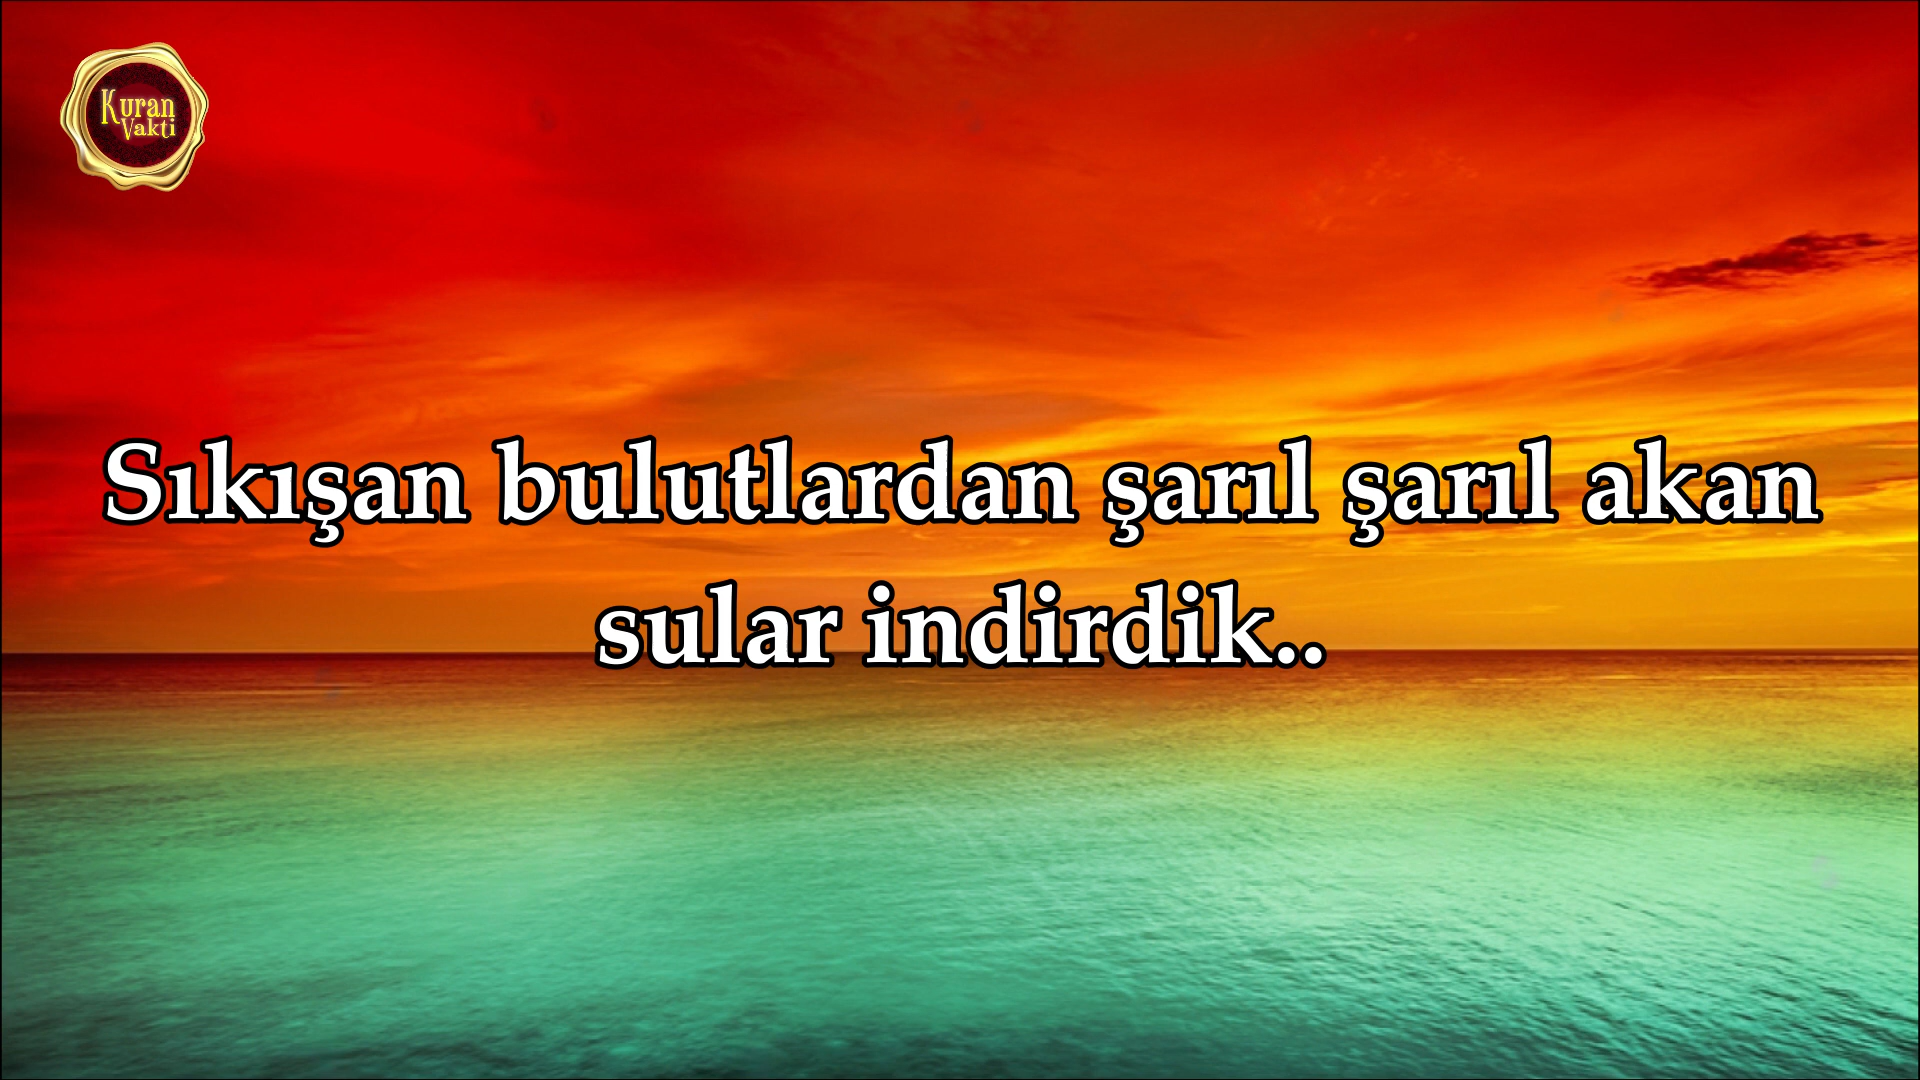 Kuran
Vakti
Sıkışan bulutlardan şarıl şarıl akan
sular indirdik..